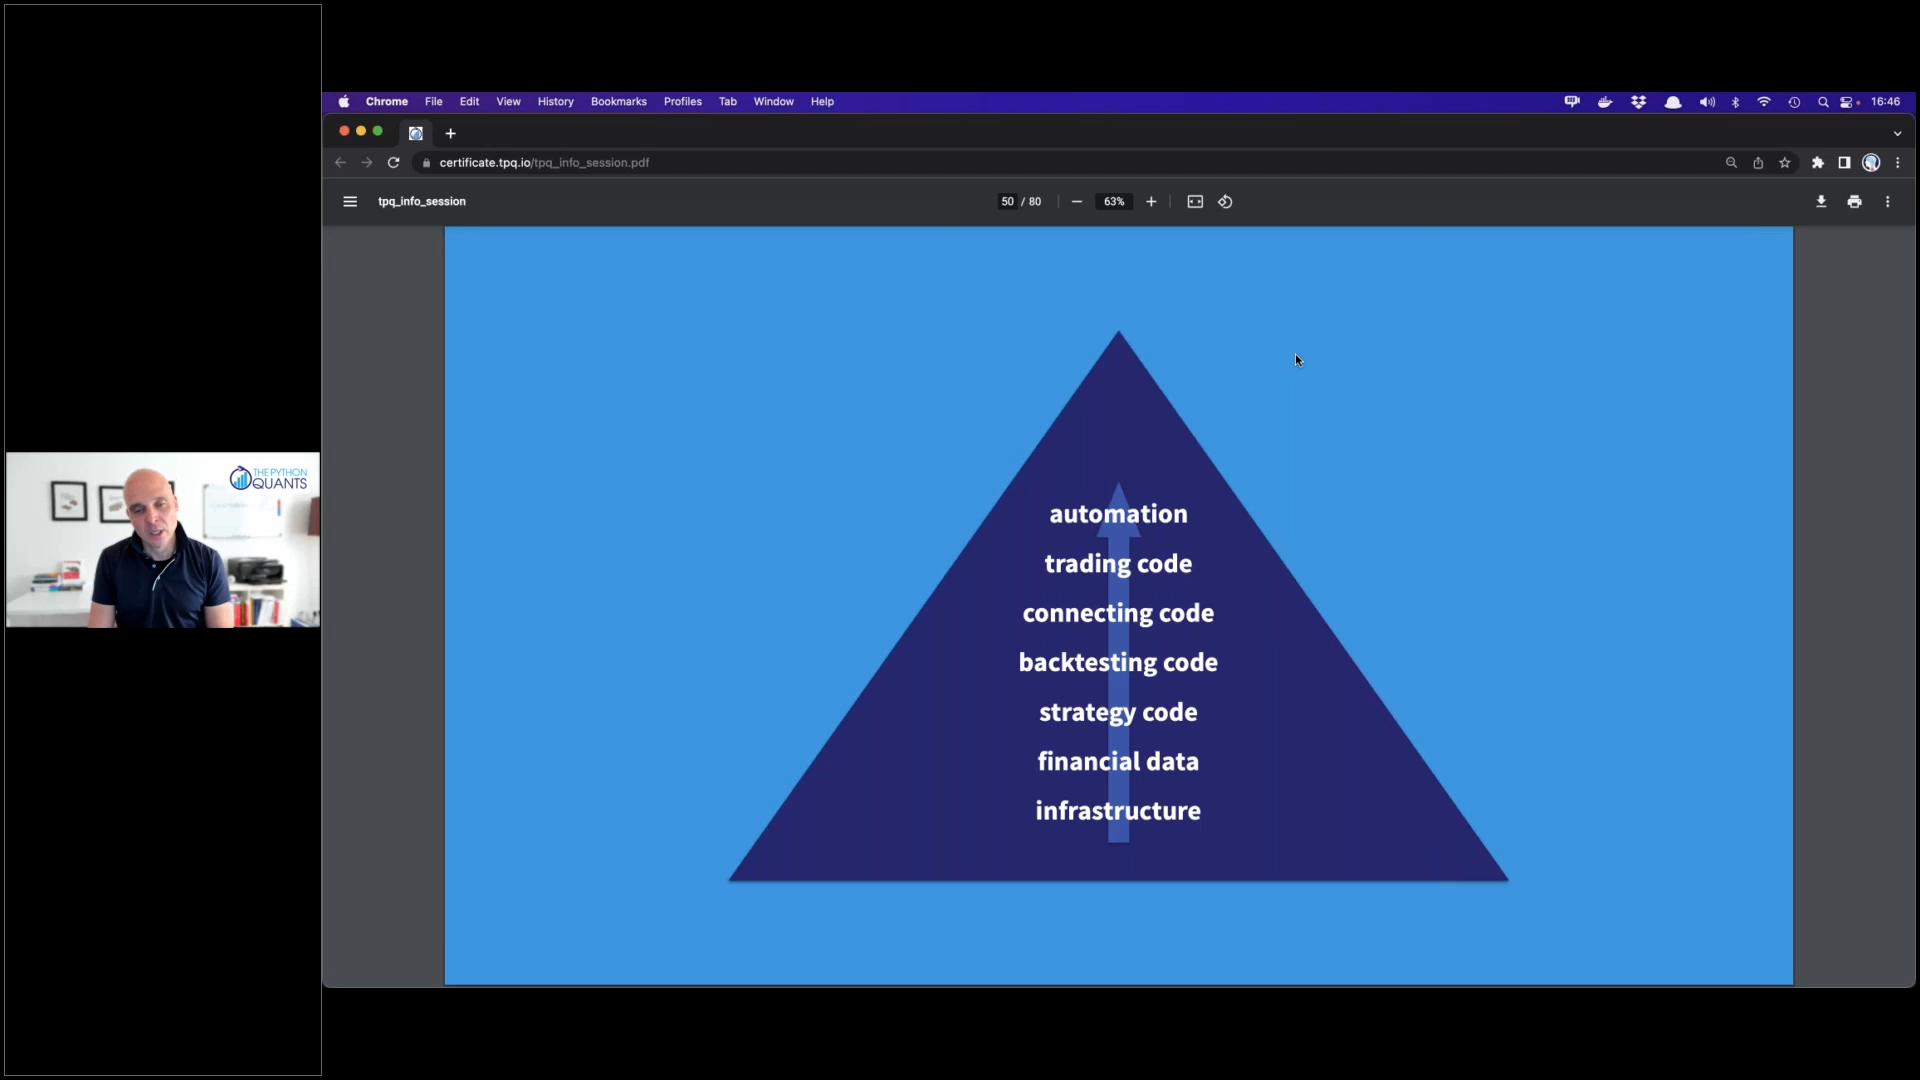 Chrome File Edit View History Bookmarks Profiles Tab Window Help
16:46
certificate.tpq.io/tpq_info_session.pdf
tpq_info_session
50 / 80
63%
THE PYTHON
QUANTS
automation
trading code
connecting code
backtesting code
strategy code
financial data
infrastructure